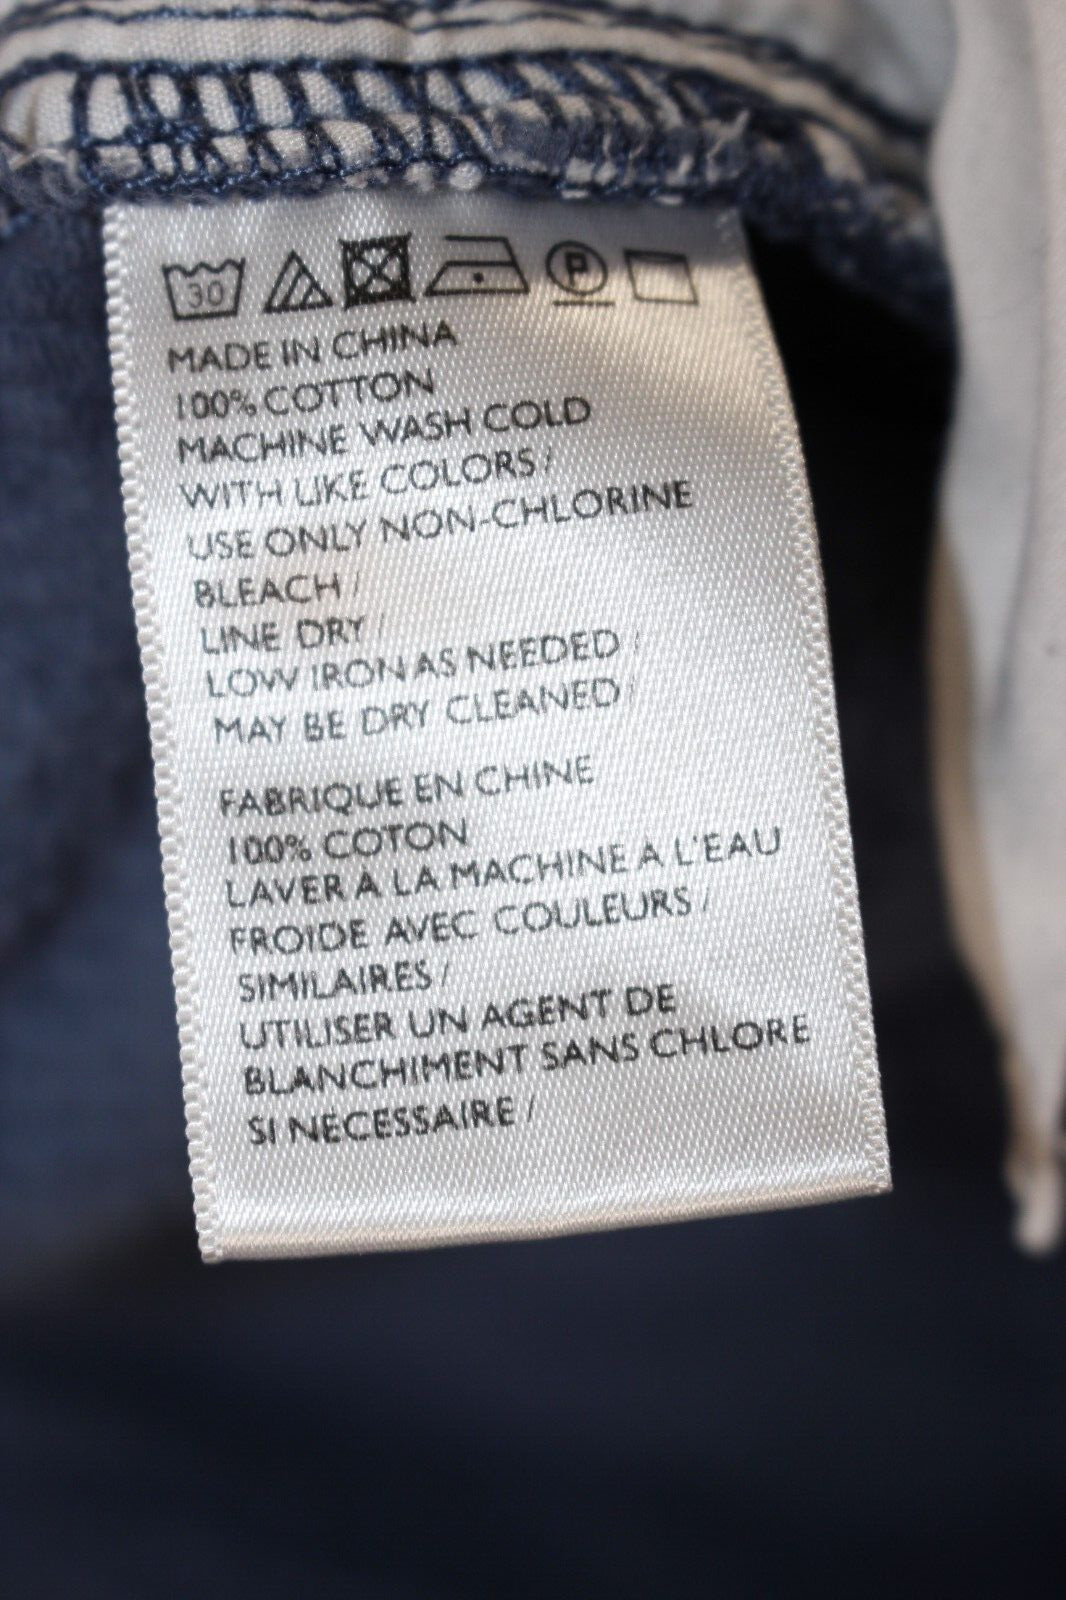 30 P
MADE IN CHINA
100% COTTON
MACHINE WASH COLD
WITH LIKE COLORS /
USE ONLY NON-CHLORINE
BLEACH /
LINE DRY /
LOW IRON AS NEEDED /
MAY BE DRY CLEANED /
FABRIQUE EN CHINE
100% COTON
LAVER A LA MACHINE A L'EAU
FROIDE AVEC COULEURS /
SIMILAIRES /
UTILISER UN AGENT DE
BLANCHIMENT SANS CHLORE
SI NECESSAIRE /